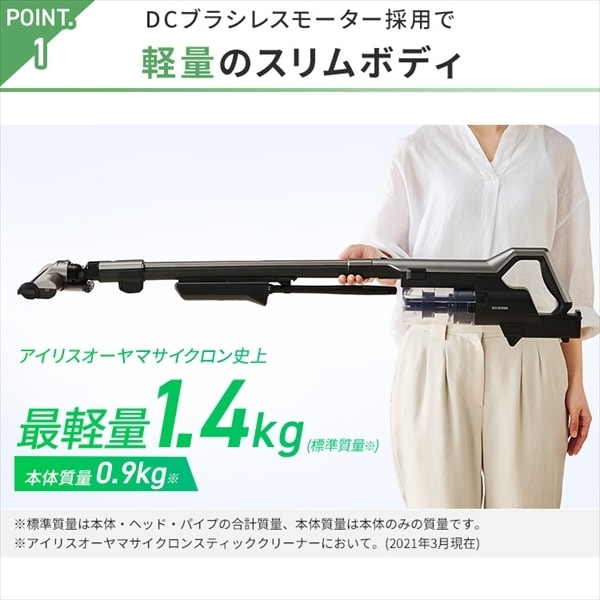 POINT.
1
DCブラシレスモーター採用で
軽量のスリムボディ
アイリスオーヤマサイクロン史上
最軽量1.4kg(標準質量※)
本体質量 0.9kg※
※標準質量は本体・ヘッド・パイプの合計質量、本体質量は本体のみの質量です。
※アイリスオーヤマサイクロンスティッククリーナーにおいて。(2021年3月現在)